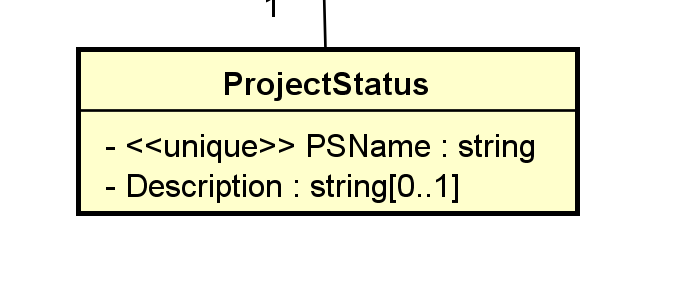 1
ProjectStatus
- <<unique>> PSName : string
- Description : string[0..1]